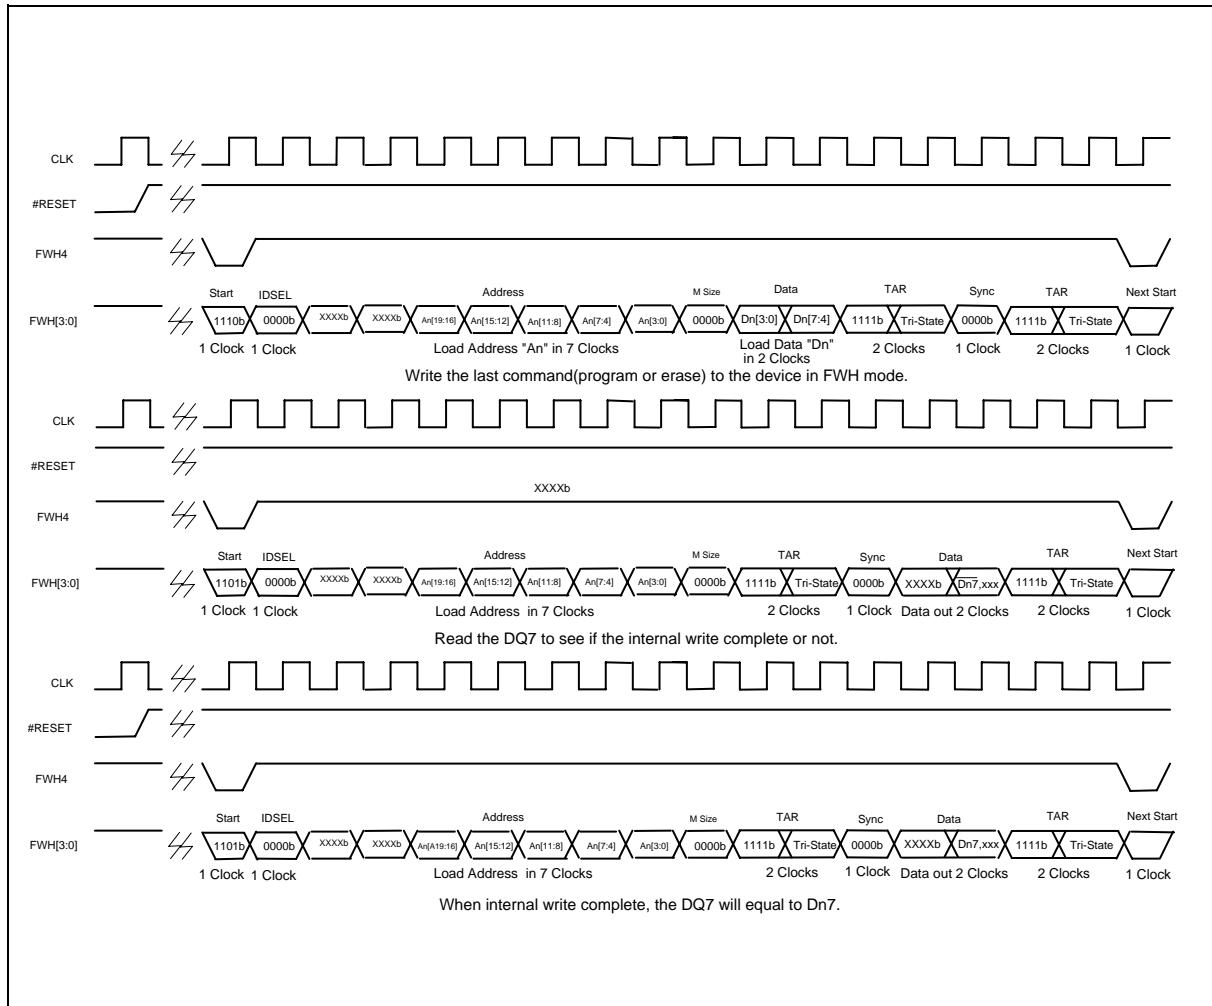 CLK
#RESET
FWH4
Start IDSEL Address M Size Data TAR Sync TAR Next Start
FWH[3:0] 1110b 0000b XXXXb XXXXb An[19:16] An[15:12] An[11:8] An[7:4] An[3:0] 0000b Dn[3:0] Dn[7:4] 1111b Tri-State 0000b 1111b Tri-State
1 Clock 1 Clock Load Address "An" in 7 Clocks Load Data "Dn" 2 Clocks 1 Clock 2 Clocks 1 Clock
in 2 Clocks
Write the last command(program or erase) to the device in FWH mode.
CLK
#RESET
XXXXb
FWH4
Start IDSEL Address M Size TAR Sync Data TAR Next Start
FWH[3:0] 1101b 0000b XXXXb XXXXb An[19:16] An[15:12] An[11:8] An[7:4] An[3:0] 0000b 1111b Tri-State 0000b XXXXb D̅n̅7̅,xxx 1111b Tri-State
1 Clock 1 Clock Load Address in 7 Clocks 2 Clocks 1 Clock Data out 2 Clocks 2 Clocks 1 Clock
Read the DQ7 to see if the internal write complete or not.
CLK
#RESET
FWH4
Start IDSEL Address M Size TAR Sync Data TAR Next Start
FWH[3:0] 1101b 0000b XXXXb XXXXb An[A19:16] An[15:12] An[11:8] An[7:4] An[3:0] 0000b 1111b Tri-State 0000b XXXXb Dn7,xxx 1111b Tri-State
1 Clock 1 Clock Load Address in 7 Clocks 2 Clocks 1 Clock Data out 2 Clocks 2 Clocks 1 Clock
When internal write complete, the DQ7 will equal to Dn7.